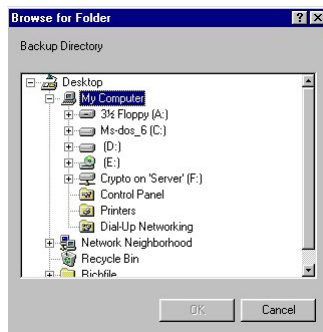 Browse for Folder
Backup Directory
Desktop
My Computer
3½ Floppy (A:)
Ms-dos_6 (C:)
(D:)
(E:)
Crypto on 'Server' (F:)
Control Panel
Printers
Dial-Up Networking
Network Neighborhood
Recycle Bin
Richfile
OK
Cancel